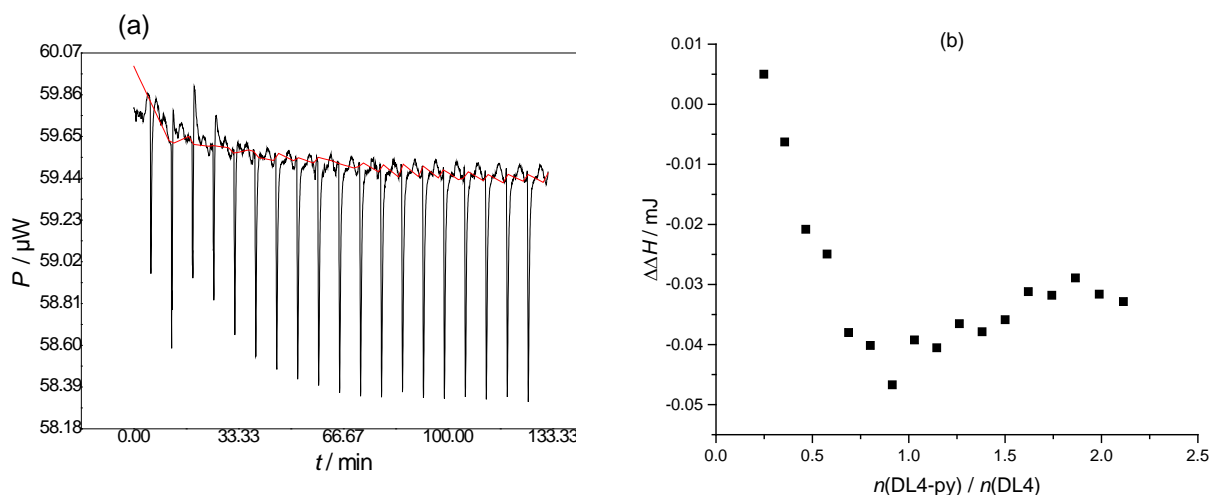 (a)
60.07
59.86
59.65
59.44
59.23
59.02
58.81
58.60
58.39
58.18
P / µW
0.00 33.33 66.67 100.00 133.33
t / min
(b)
0.01
0.00
-0.01
-0.02
-0.03
-0.04
-0.05
ΔΔH / mJ
0.0 0.5 1.0 1.5 2.0 2.5
n(DL4-py) / n(DL4)